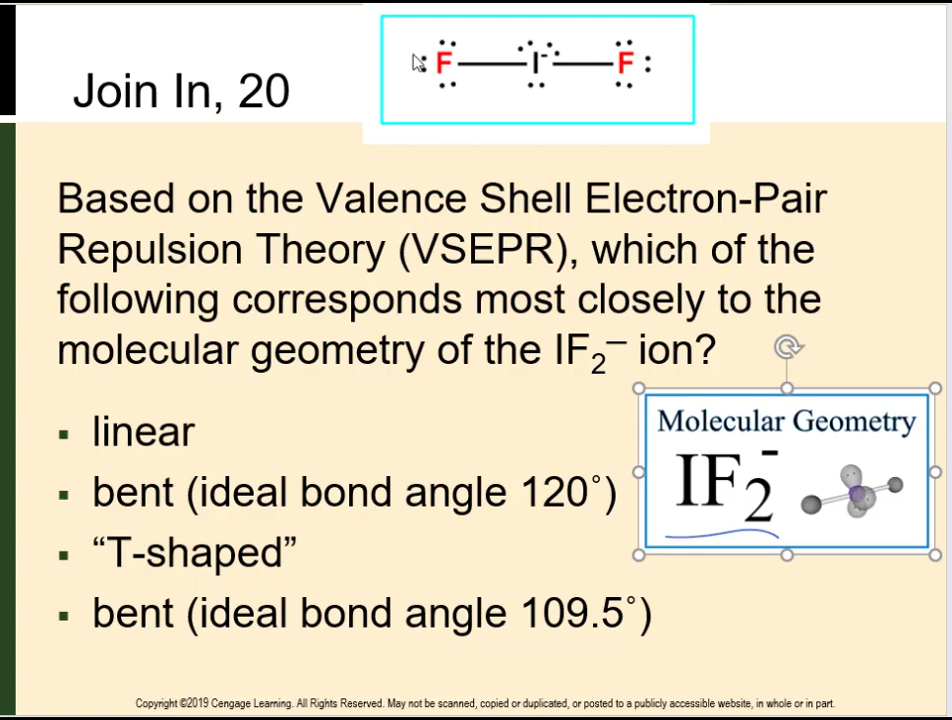 F I- F
Join In, 20
Based on the Valence Shell Electron-Pair
Repulsion Theory (VSEPR), which of the
following corresponds most closely to the
molecular geometry of the IF₂⁻ ion?
▪ linear
▪ bent (ideal bond angle 120˚)
▪ “T-shaped”
▪ bent (ideal bond angle 109.5˚)
Molecular Geometry
IF₂⁻
Copyright ©2019 Cengage Learning. All Rights Reserved. May not be scanned, copied or duplicated, or posted to a publicly accessible website, in whole or in part.